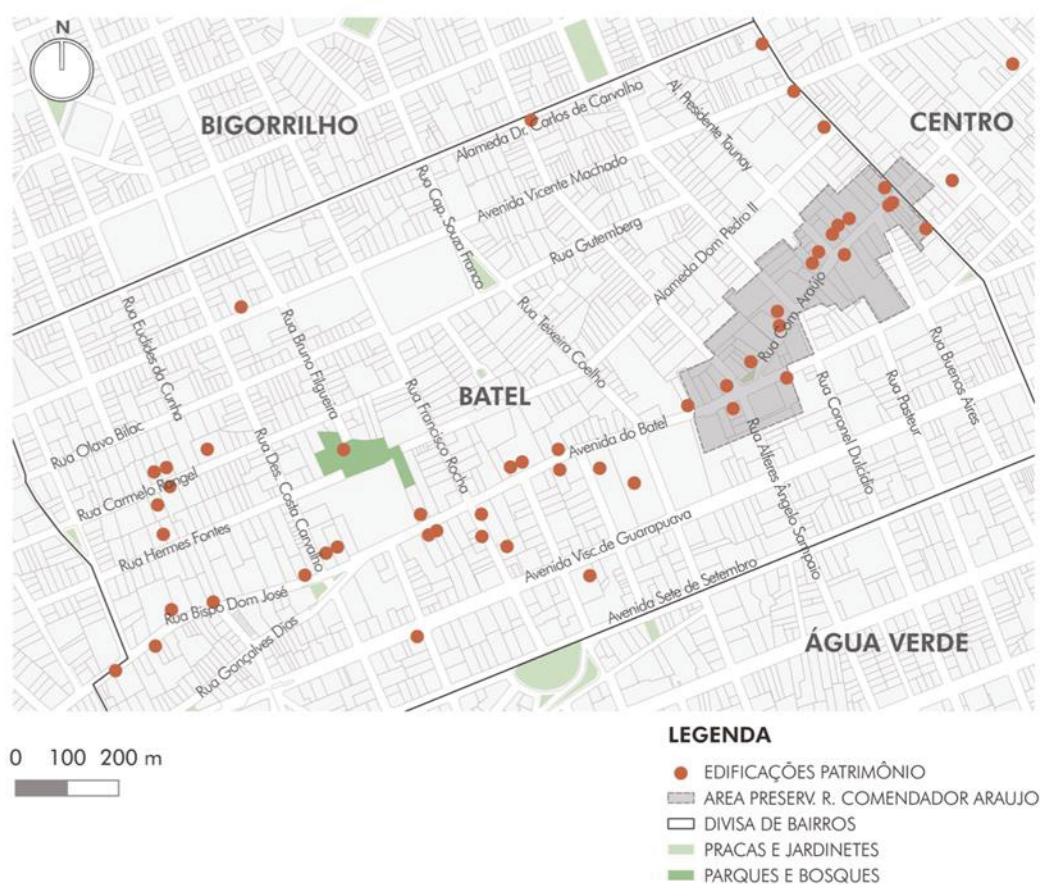 N
BIGORRILHO
CENTRO
BATEL
ÁGUA VERDE
Alameda Dr. Carlos de Carvalho
Al. Presidente Taunay
Avenida Vicente Machado
Rua Cap. Souza Franco
Rua Gutemberg
Alameda Dom Pedro II
Rua Com. Araújo
Rua Euclides da Cunha
Rua Bruno Filgueira
Rua Teixeira Coelho
Rua Francisco Rocha
Rua Buenos Aires
Rua Pasteur
Rua Coronel Dulcídio
Rua Olavo Bilac
Avenida do Batel
Rua Alferes Ângelo Sampaio
Rua Carmelo Rangel
Rua Des. Costa Carvalho
Rua Hermes Fontes
Avenida Visc.de Guarapuava
Rua Bispo Dom José
Avenida Sete de Setembro
Rua Gonçalves Dias
0 100 200 m
LEGENDA
EDIFICAÇÕES PATRIMÔNIO
AREA PRESERV. R. COMENDADOR ARAUJO
DIVISA DE BAIRROS
PRACAS E JARDINETES
PARQUES E BOSQUES